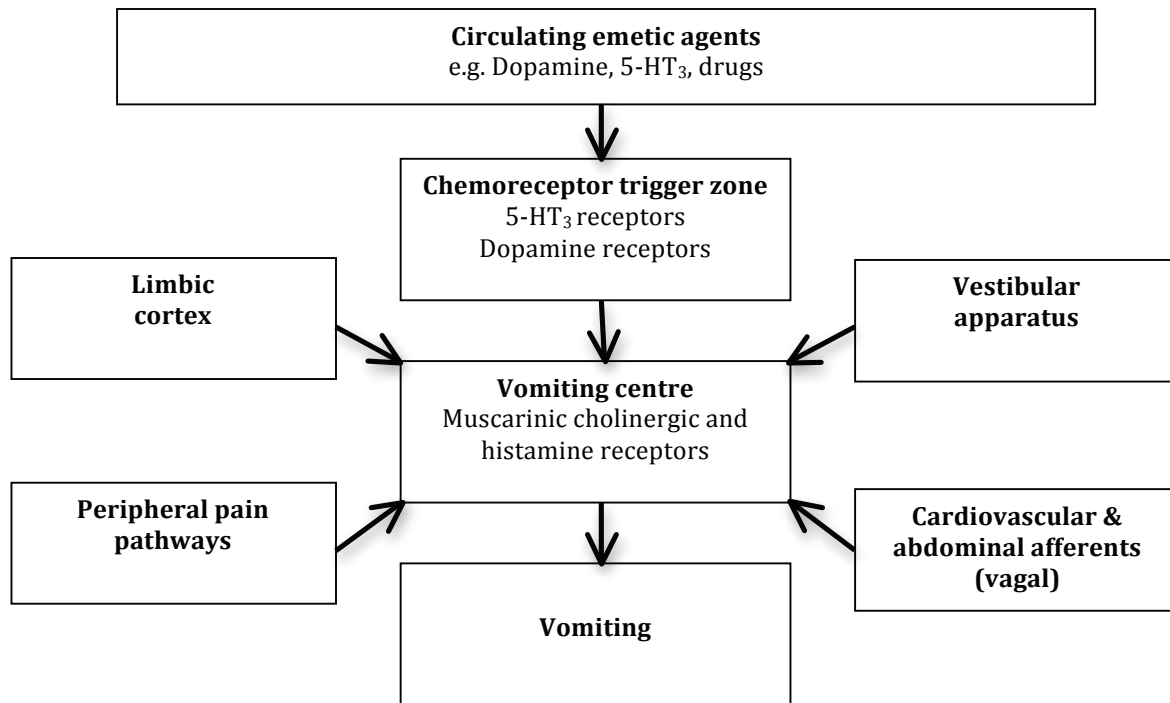 Circulating emetic agents
e.g. Dopamine, 5-HT₃, drugs
Chemoreceptor trigger zone
5-HT₃ receptors
Dopamine receptors
Limbic
cortex
Vestibular
apparatus
Vomiting centre
Muscarinic cholinergic and
histamine receptors
Peripheral pain
pathways
Cardiovascular &
abdominal afferents
(vagal)
Vomiting